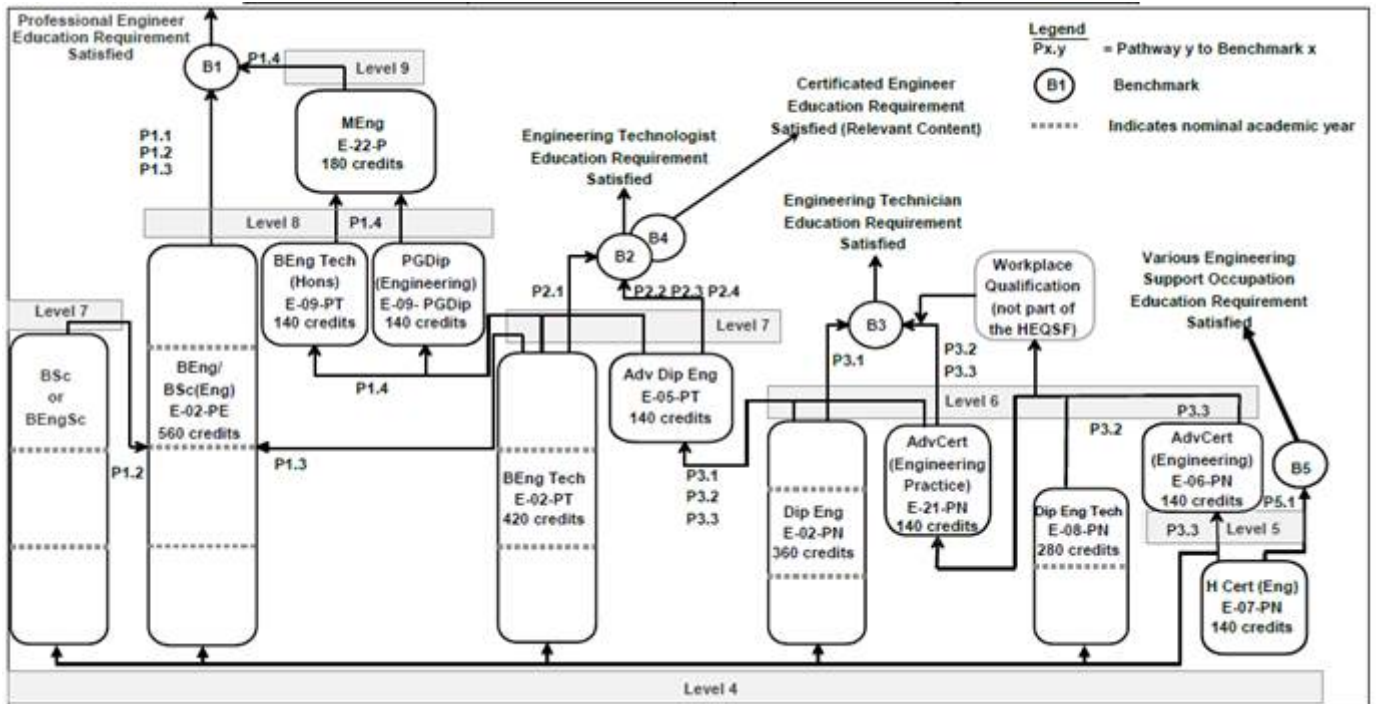 Professional Engineer
Education Requirement
Satisfied
P1.4
Level 9
B1
Legend
Px.y = Pathway y to Benchmark x
B1 Benchmark
Indicates nominal academic year
MEng
E-22-P
180 credits
P1.1
P1.2
P1.3
Certificated Engineer
Education Requirement
Satisfied (Relevant Content)
Engineering Technologist
Education Requirement
Satisfied
Engineering Technician
Education Requirement
Satisfied
Level 8 P1.4
B4
B2
BEng Tech
(Hons)
E-09-PT
140 credits
PGDip
(Engineering)
E-09- PGDip
140 credits
Workplace
Qualification
(not part of
the HEQSF)
Various Engineering
Support Occupation
Education Requirement
Satisfied
Level 7
P2.1
P2.2 P2.3 P2.4
Level 7
B3
P3.1
P3.2
P3.3
BSc
or
BEngSc
BEng/
BSc(Eng)
E-02-PE
560 credits
P1.4
Adv Dip Eng
E-05-PT
140 credits
Level 6
P3.3
P3.2
P1.2
P1.3
BEng Tech
E-02-PT
420 credits
P3.1
P3.2
P3.3
Dip Eng
E-02-PN
360 credits
AdvCert
(Engineering
Practice)
E-21-PN
140 credits
Dip Eng Tech
E-08-PN
280 credits
AdvCert
(Engineering)
E-06-PN
140 credits
B5
P5.1
P3.3 Level 5
H Cert (Eng)
E-07-PN
140 credits
Level 4